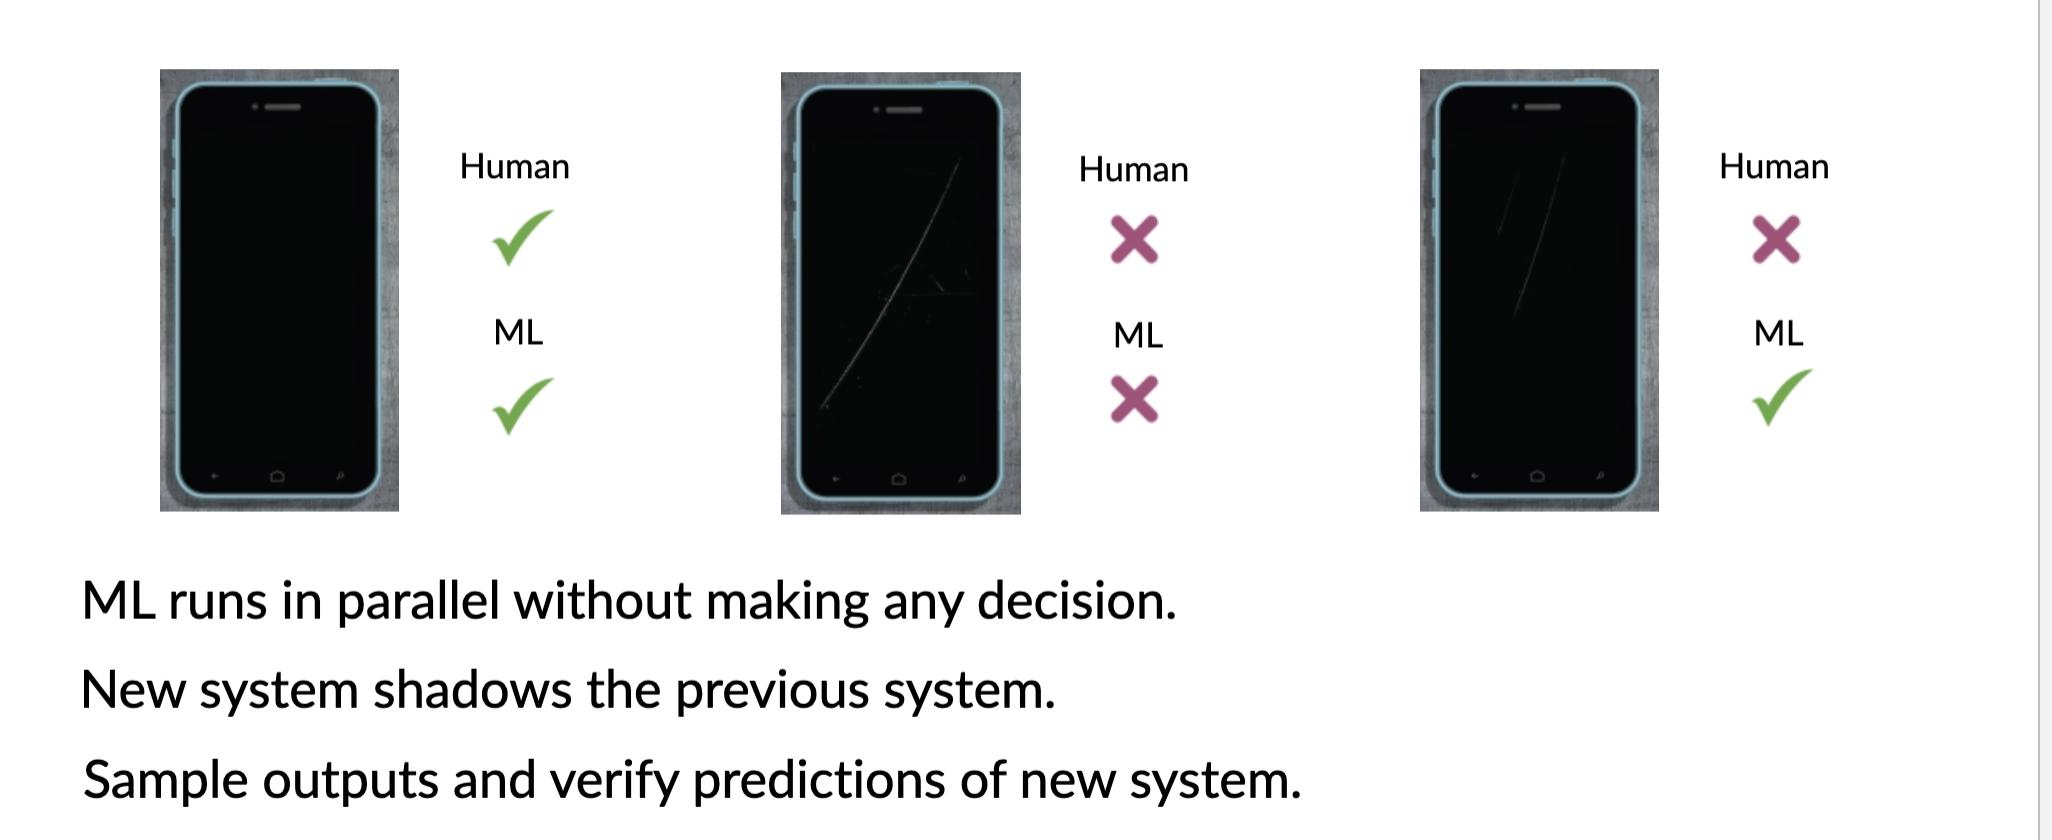 Human
ML
Human
ML
Human
ML
ML runs in parallel without making any decision.
New system shadows the previous system.
Sample outputs and verify predictions of new system.